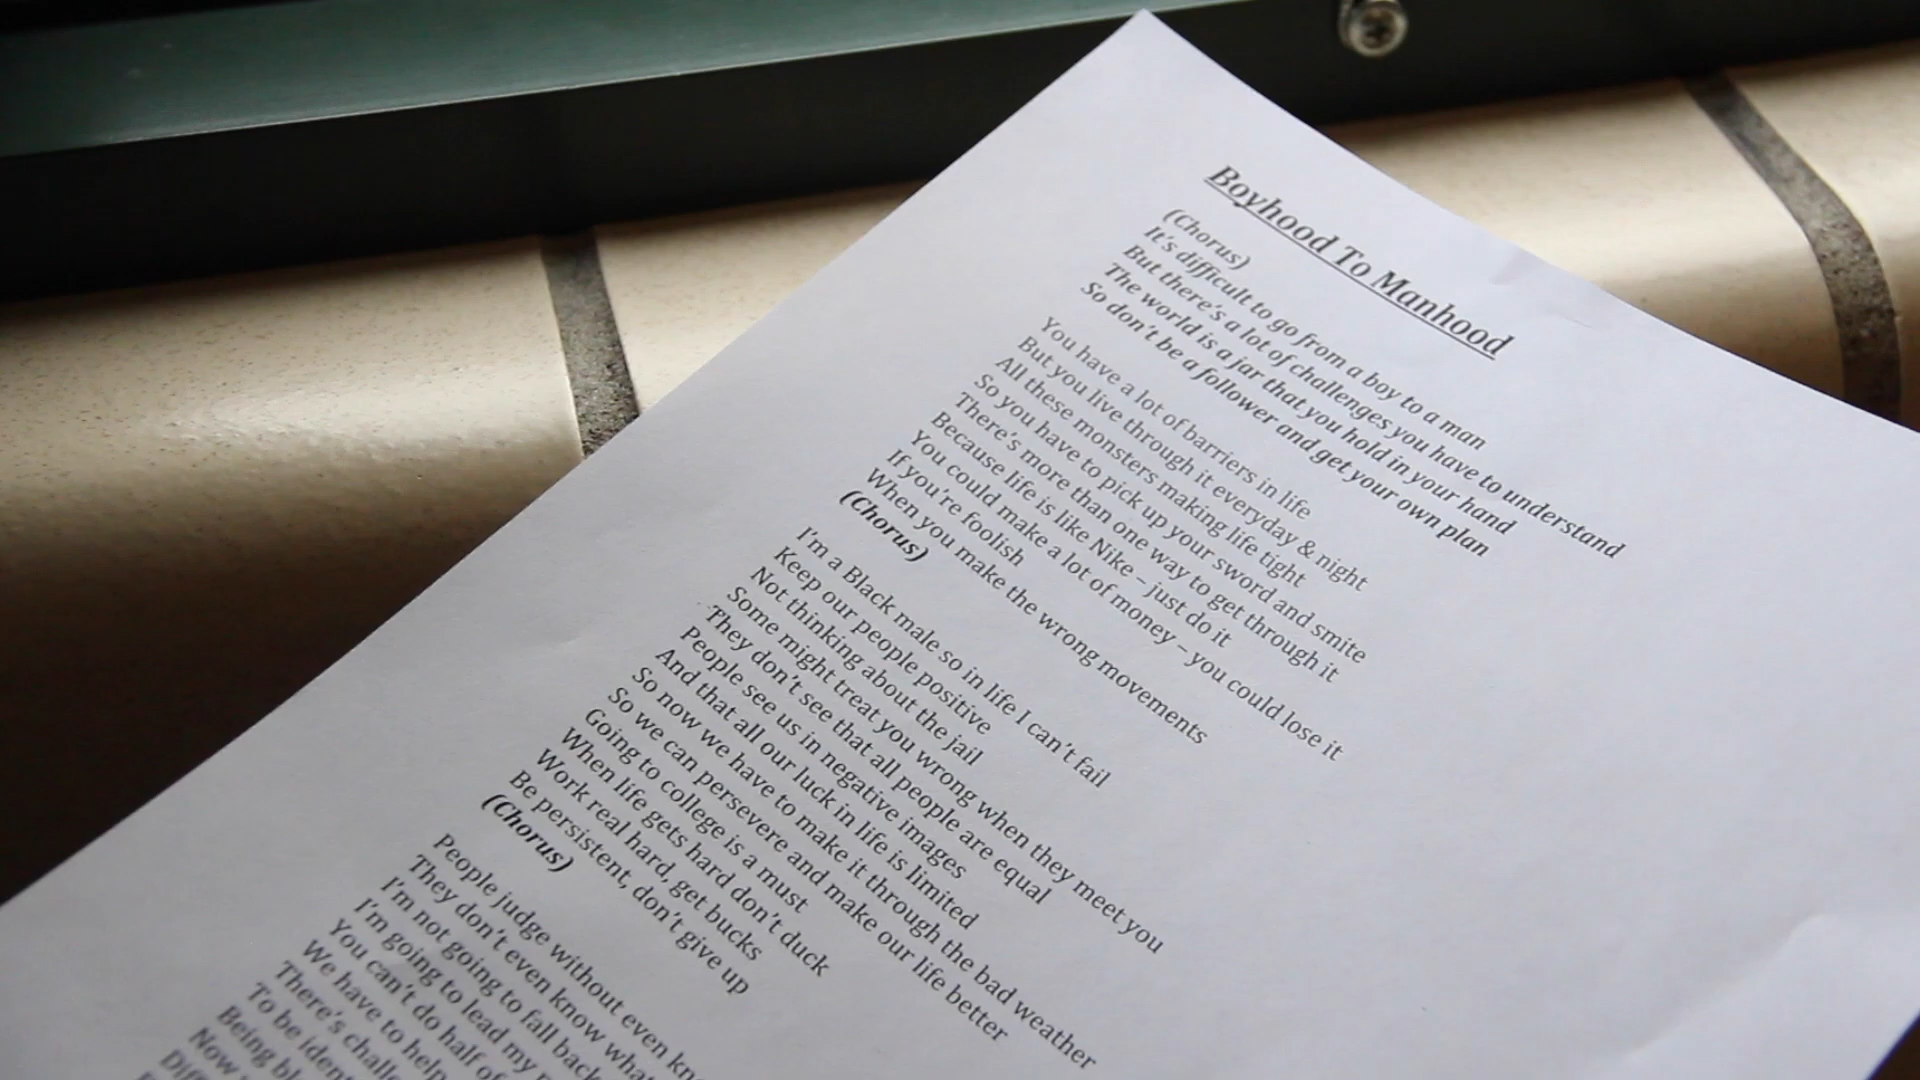 Boyhood To Manhood
(Chorus)
It's difficult to go from a boy to a man
But there's a lot of challenges you have to understand
The world is a jar that you hold in your hand
So don't be a follower and get your own plan
You have a lot of barriers in life
But you live through it everyday & night
All these monsters making life tight
So you have to pick up your sword and smite
There's more than one way to get through it
Because life is like Nike – just do it
You could make a lot of money – you could lose it
If you're foolish
When you make the wrong movements
(Chorus)
I'm a Black male so in life I can't fail
Keep our people positive
Not thinking about the jail
Some might treat you wrong when they meet you
They don't see that all people are equal
People see us in negative images
And that all our luck in life is limited
So now we have to make it through the bad weather
So we can persevere and make our life better
Going to college is a must
When life gets hard don't duck
Work real hard, get bucks
Be persistent, don't give up
(Chorus)
People judge without even
They don't even know what
I'm not going to fall back
I'm going to lead my
You can't do half of
We have to help
There's
To be
Being
Now